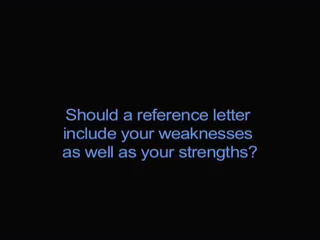 Should a reference letter
include your weaknesses
as well as your strengths?